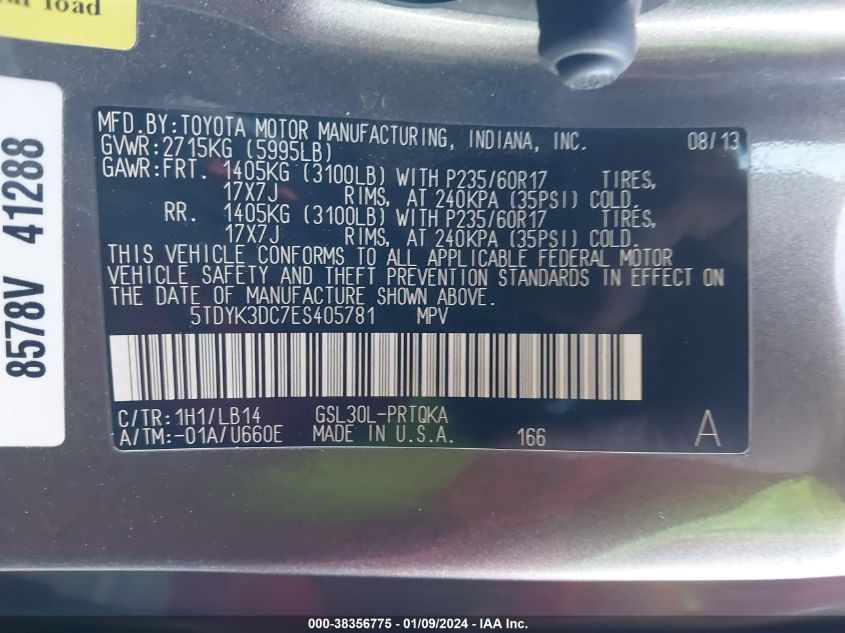 load
8578V 41288
MFD.BY:TOYOTA MOTOR MANUFACTURING, INDIANA, INC. 08/13
GVWR:2715KG (5995LB)
GAWR:FRT. 1405KG (3100LB) WITH P235/60R17 TIRES,
17X7J RIMS, AT 240KPA (35PSI) COLD.
RR. 1405KG (3100LB) WITH P235/60R17 TIRES,
17X7J RIMS, AT 240KPA (35PSI) COLD.
THIS VEHICLE CONFORMS TO ALL APPLICABLE FEDERAL MOTOR
VEHICLE SAFETY AND THEFT PREVENTION STANDARDS IN EFFECT ON
THE DATE OF MANUFACTURE SHOWN ABOVE.
5TDYK3DC7ES405781 MPV
C/TR:1H1/LB14 GSL30L-PRTQKA
A/TM:-01A/U660E MADE IN U.S.A. 166 A
000-38356775 - 01/09/2024 - IAA Inc.